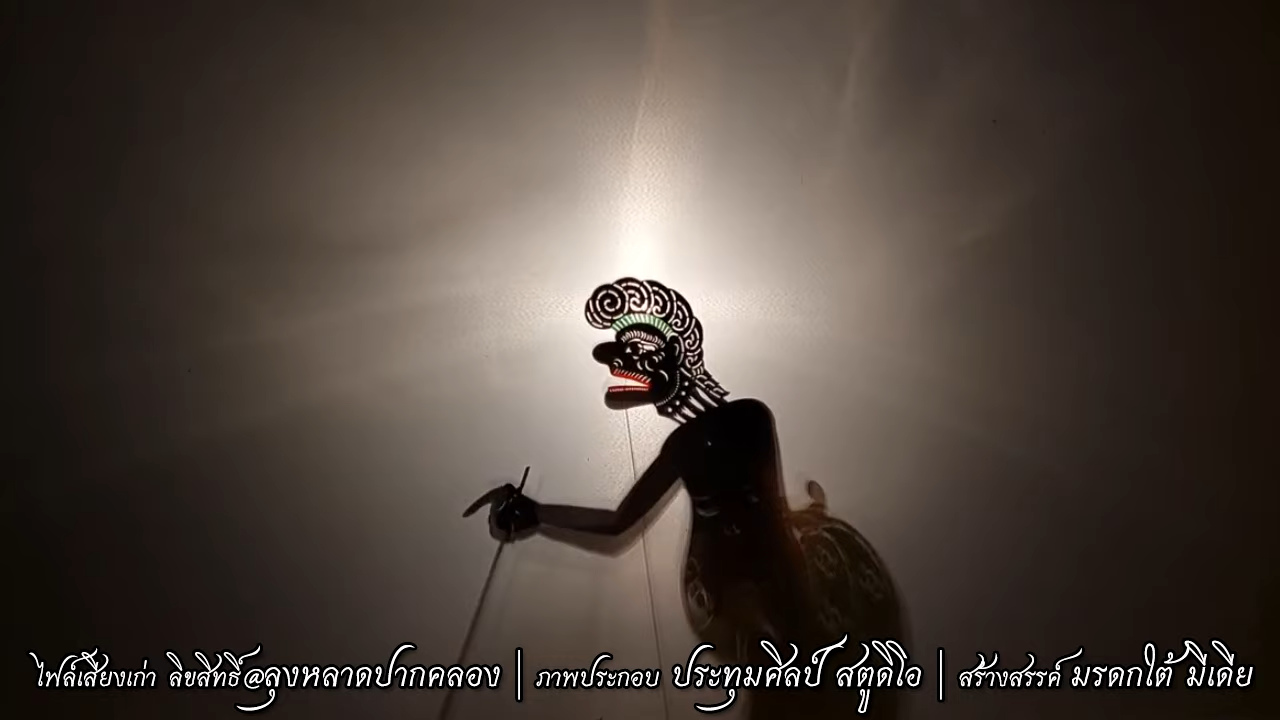 ไฟล์เสียงเก่า ลิขสิทธิ์@ลุงหลาดปากคลอง | ภาพประกอบ ประทุมศิลป์ สตูดิโอ | สร้างสรรค์ มรดกใต้ มีเดีย